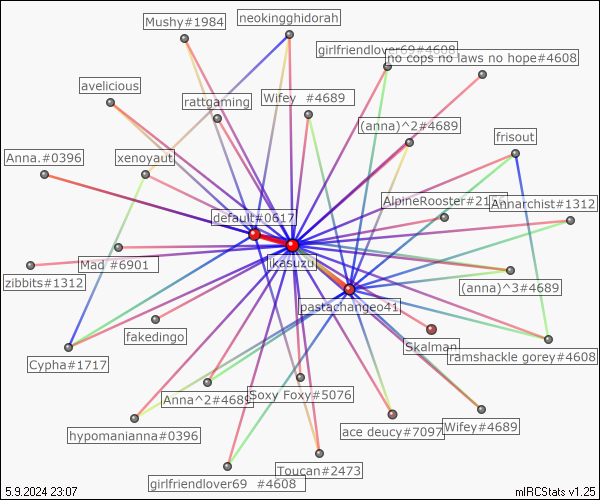 Mushy#1984
neokingghidorah
girlfriendlover69#4608
no cops no laws no hope#4608
avelicious
rattgaming
Wifey #4689
(anna)^2#4689
frisout
Anna.#0396
xenoyaut
default#0617
AlpineRooster#21
Annarchist#1312
Mad #6901
zibbits#1312
ikasuzu
(anna)^3#4689
pastachangeo41
fakedingo
Skalman
ramshackle gorey#4608
Cypha#1717
Anna^2#4689
Soxy Foxy#5076
hypomanianna#0396
ace deucy#7097
Wifey#4689
girlfriendlover69 #4608
Toucan#2473
5.9.2024 23:07
mIRCStats v1.25